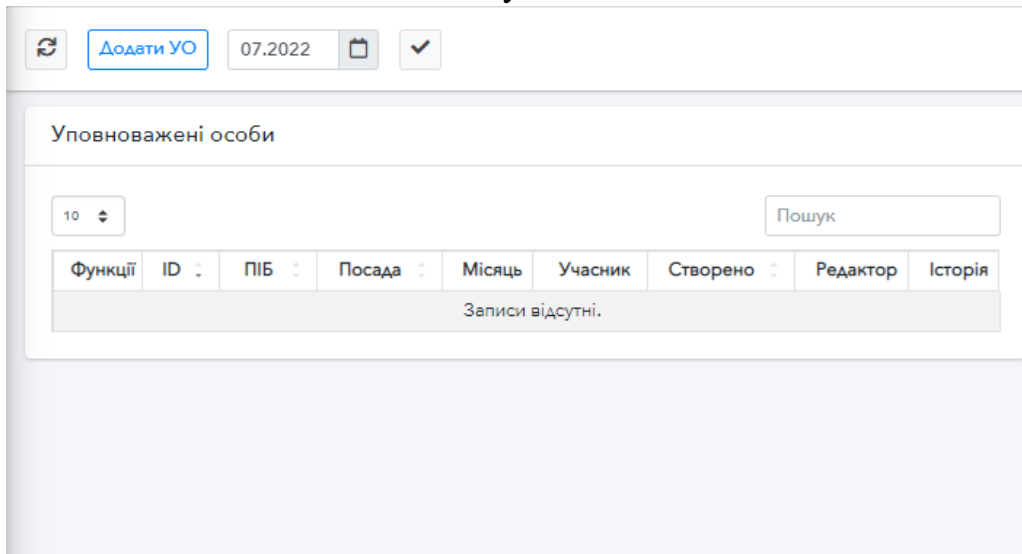 Додати УО 07.2022
Уповноважені особи
10 Пошук
Функції ID ПІБ Посада Місяць Учасник Створено Редактор Історія
Записи відсутні.